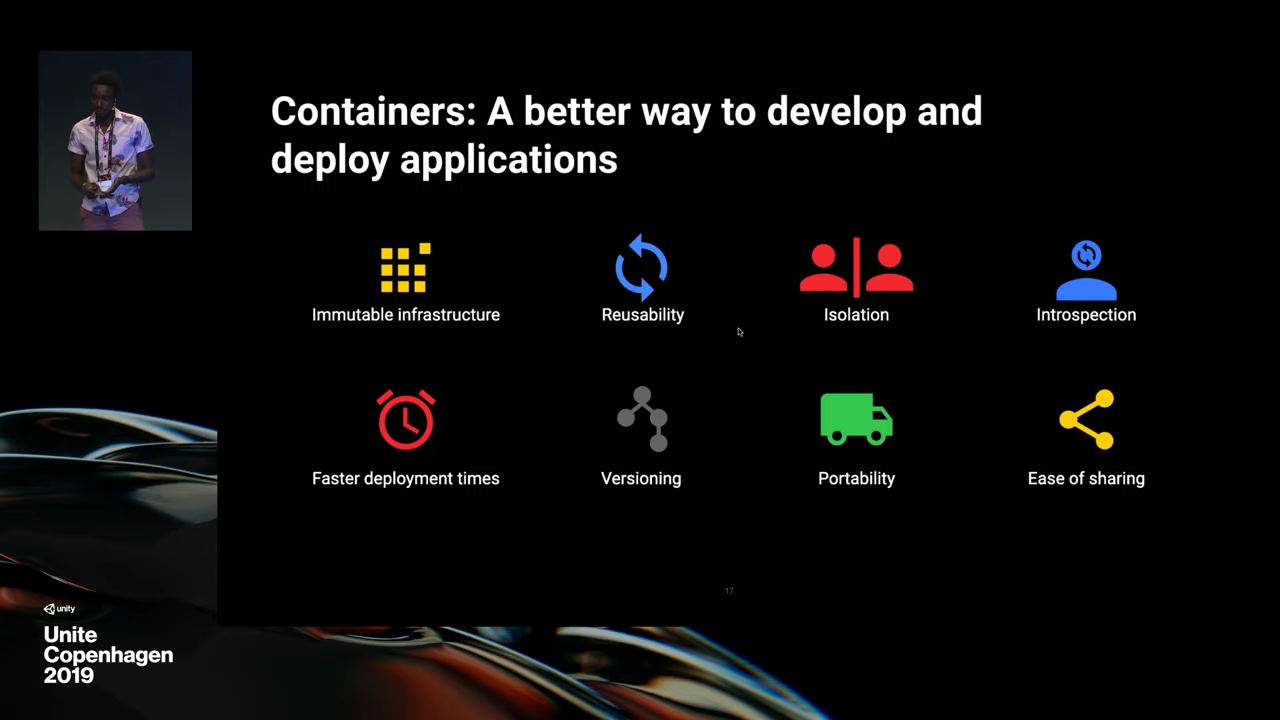 Containers: A better way to develop and
deploy applications
Immutable infrastructure
Reusability
Isolation
Introspection
Faster deployment times
Versioning
Portability
Ease of sharing
17
unity
Unite
Copenhagen
2019